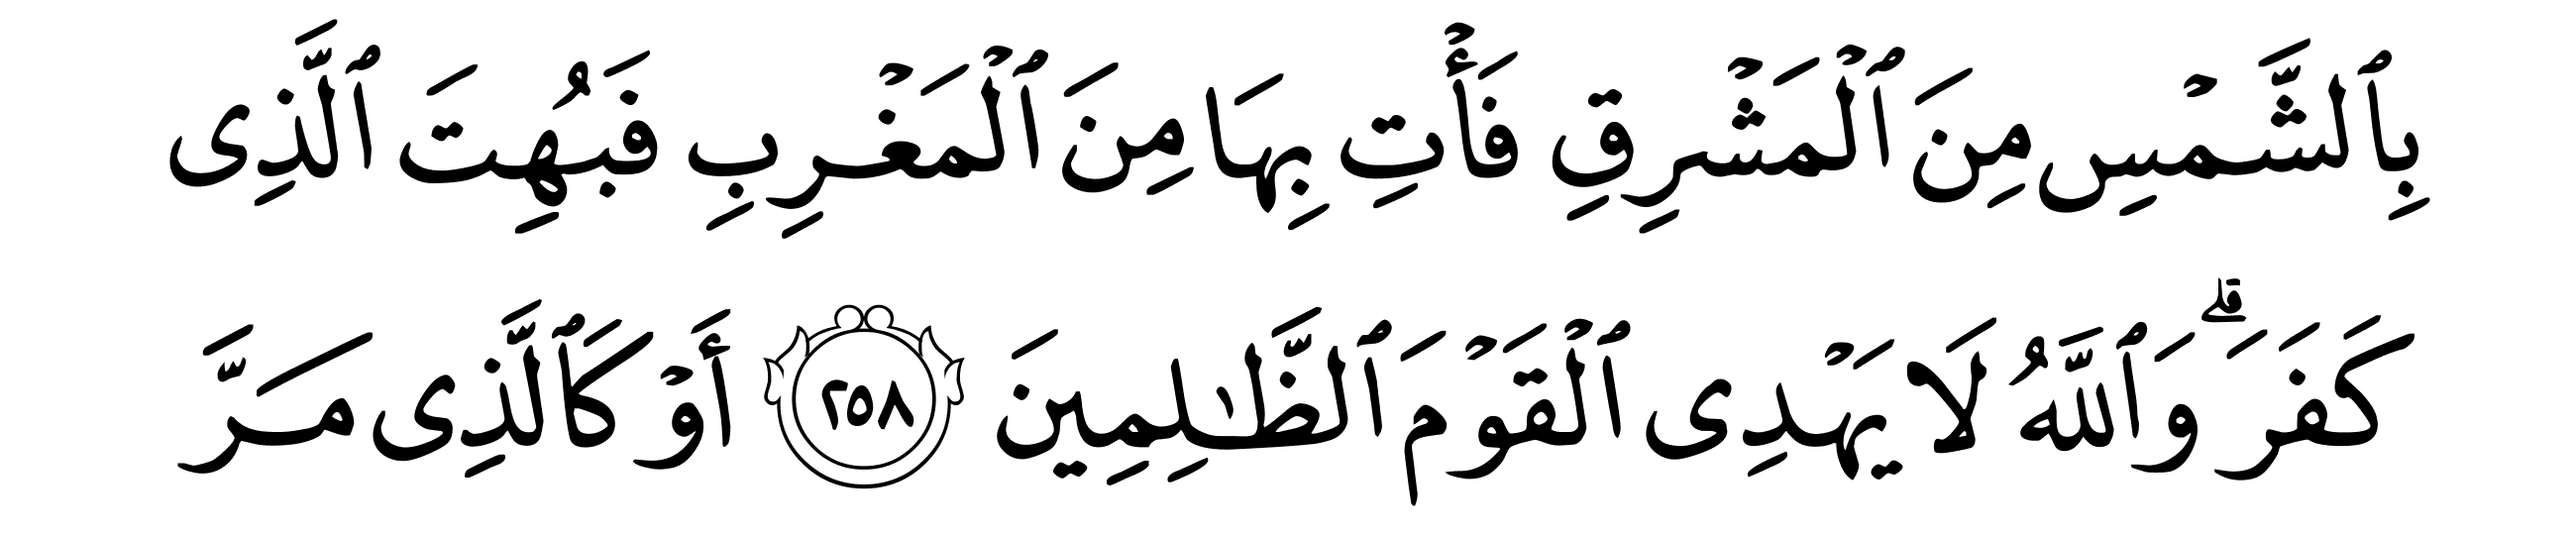 بِٱلشَّمۡسِ مِنَ ٱلۡمَشۡرِقِ فَأۡتِ بِهَا مِنَ ٱلۡمَغۡرِبِ فَبُهِتَ ٱلَّذِى
كَفَرَۗ وَٱللَّهُ لَا يَهۡدِى ٱلۡقَوۡمَ ٱلظَّـٰلِمِينَ ٢٥٨ أَوۡ كَٱلَّذِى مَرَّ